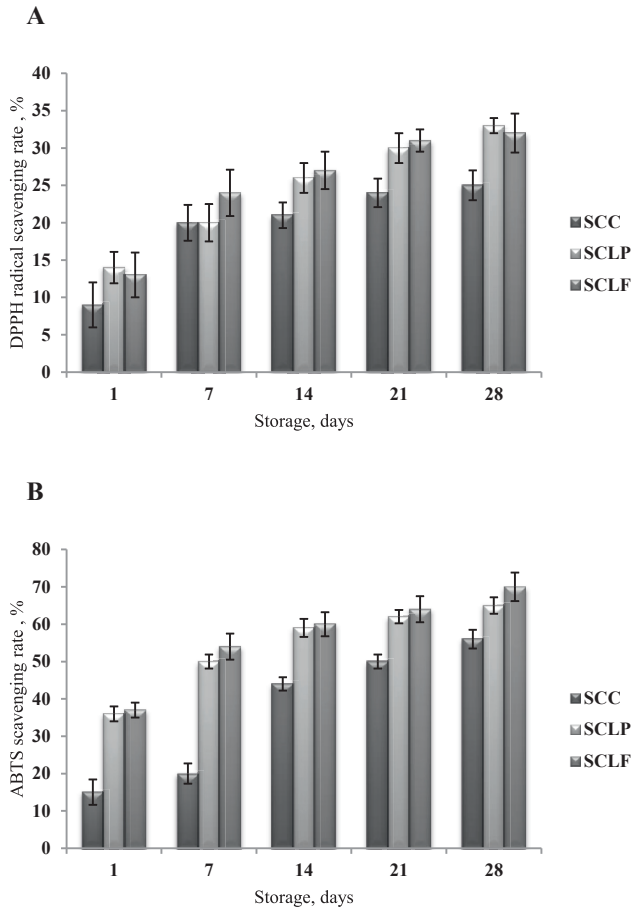 A
DPPH radical scavenging rate , %
40
35
30
25
20
15
10
5
0
1 7 14 21 28
Storage, days
SCC
SCLP
SCLF
B
ABTS scavenging rate , %
80
70
60
50
40
30
20
10
0
1 7 14 21 28
Storage, days
SCC
SCLP
SCLF